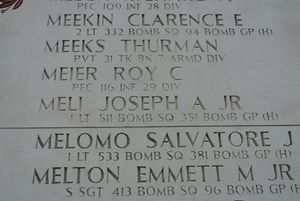 PFC 109 INF 28 DIV
MEEKIN CLARENCE E
2 LT 332 BOMB SQ 94 BOMB GP (H)
MEEKS THURMAN
PVT 31 TK BN 7 ARMD DIV
MEIER ROY C
PFC 116 INF 29 DIV
MELI JOSEPH A JR
1 LT 511 BOMB SQ 351 BOMB GP (H)
MELOMO SALVATORE J
1 LT 533 BOMB SQ 381 BOMB GP (H)
MELTON EMMETT M JR
S SGT 413 BOMB SQ 96 BOMB GP (H)